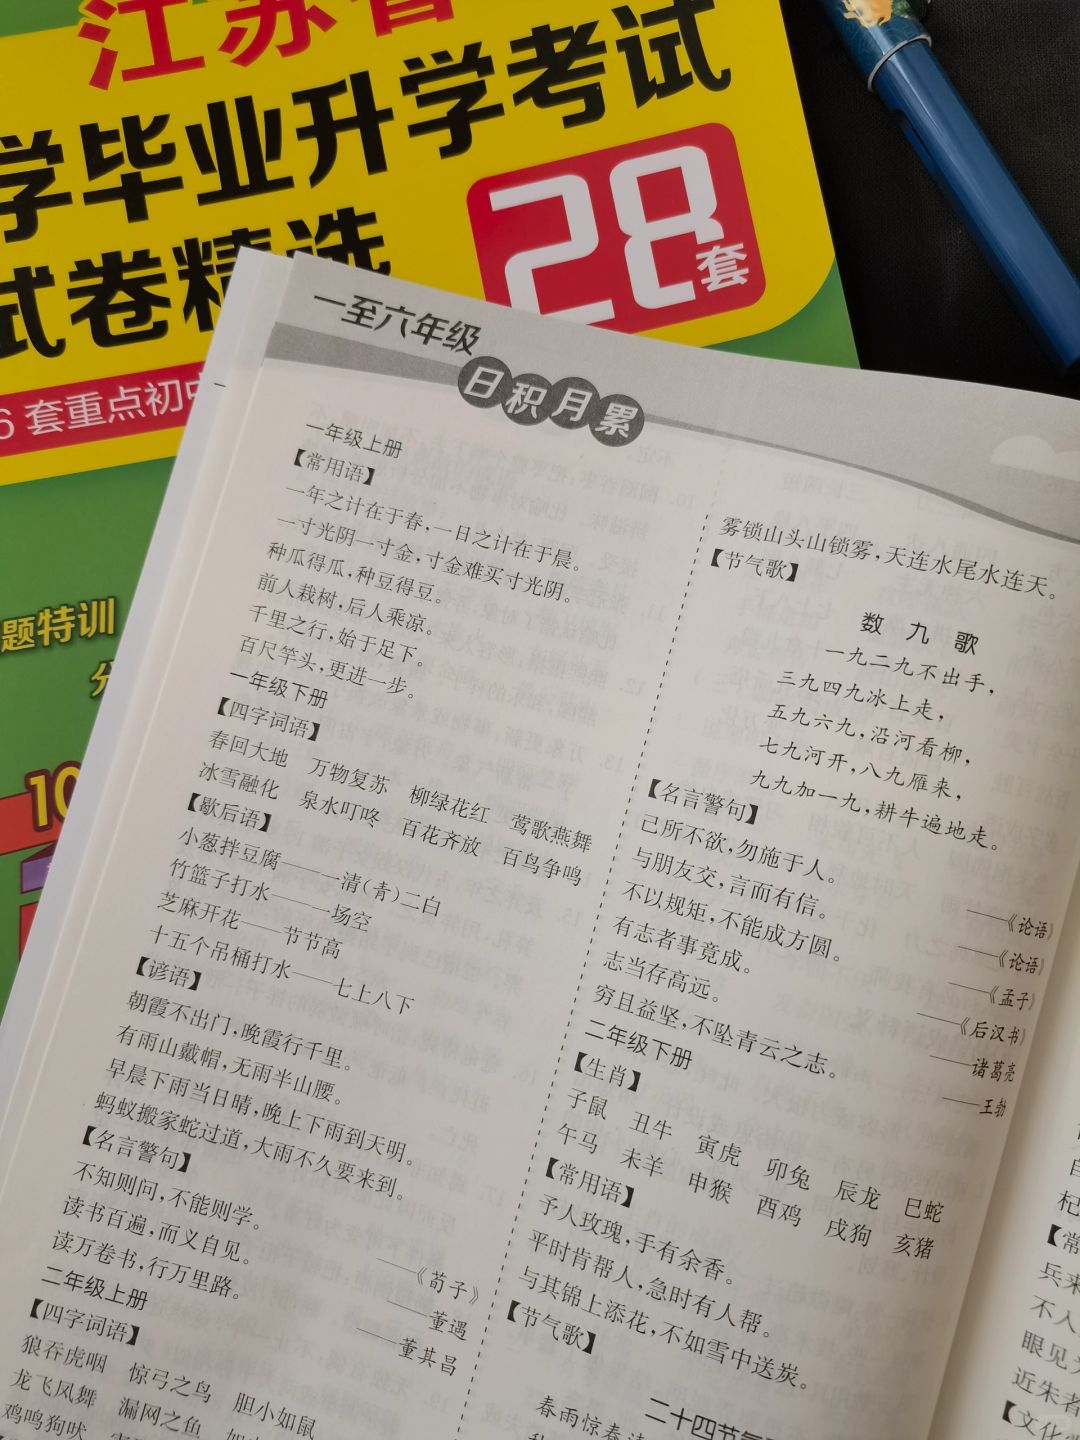 江苏省
学毕业升学考试
试卷精选
28套
6套重点初中
题特训
10
一至六年级
日积月累
一年级上册
【常用语】
一年之计在于春,一日之计在于晨。
一寸光阴一寸金,寸金难买寸光阴。
种瓜得瓜,种豆得豆。
前人栽树,后人乘凉。
千里之行,始于足下。
百尺竿头,更进一步。
一年级下册
【四字词语】
春回大地 万物复苏 柳绿花红 莺歌燕舞
冰雪融化 泉水叮咚 百花齐放 百鸟争鸣
【歇后语】
小葱拌豆腐——一清(青)二白
竹篮子打水——一场空
芝麻开花——节节高
十五个吊桶打水——七上八下
【谚语】
朝霞不出门,晚霞行千里。
有雨山戴帽,无雨半山腰。
早晨下雨当日晴,晚上下雨到天明。
蚂蚁搬家蛇过道,大雨不久要来到。
【名言警句】
不知则问,不能则学。
——《荀子》
读书百遍,而义自见。
——董遇
读万卷书,行万里路。
——董其昌
二年级上册
【四字词语】
狼吞虎咽 惊弓之鸟 胆小如鼠
龙飞凤舞 漏网之鱼 如
鸡鸣狗吠
雾锁山头山锁雾,天连水尾水连天。
【节气歌】
数九歌
一九二九不出手,
三九四九冰上走,
五九六九,沿河看柳,
七九河开,八九雁来,
九九加一九,耕牛遍地走。
【名言警句】
己所不欲,勿施于人。
——《论语》
与朋友交,言而有信。
——《论语》
不以规矩,不能成方圆。
——《孟子》
有志者事竟成。
——《后汉书》
志当存高远。
——诸葛亮
穷且益坚,不坠青云之志。
——王勃
二年级下册
【生肖】
子鼠 丑牛 寅虎 卯兔 辰龙 巳蛇
午马 未羊 申猴 酉鸡 戌狗 亥猪
【常用语】
予人玫瑰,手有余香。
平时肯帮人,急时有人帮。
与其锦上添花,不如雪中送炭。
【节气歌】
二十四节气
春雨惊春清
杞
【常
兵来
不人
眼见
近朱者
【文化